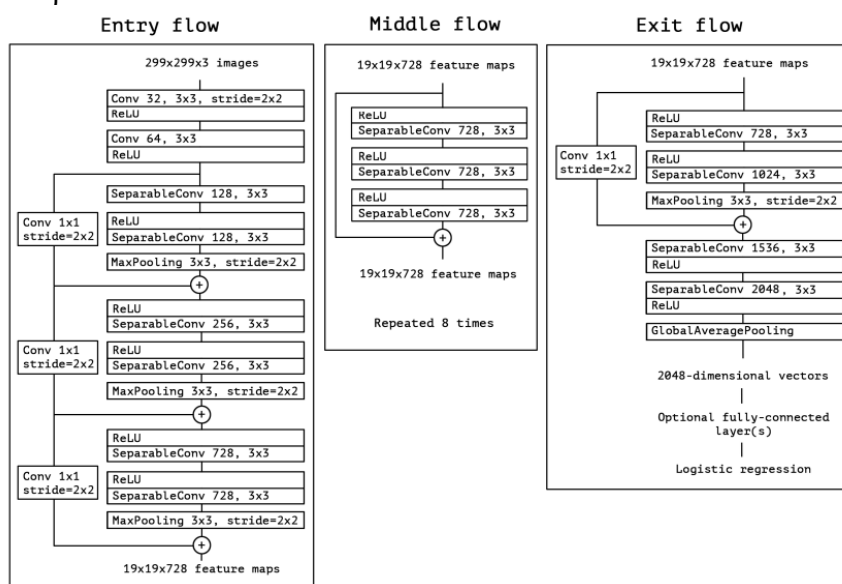 Entry flow
299x299x3 images
Conv 32, 3x3, stride=2x2
ReLU
Conv 64, 3x3
ReLU
SeparableConv 128, 3x3
Conv 1x1
stride=2x2
ReLU
SeparableConv 128, 3x3
MaxPooling 3x3, stride=2x2
+
ReLU
SeparableConv 256, 3x3
Conv 1x1
stride=2x2
ReLU
SeparableConv 256, 3x3
MaxPooling 3x3, stride=2x2
+
ReLU
SeparableConv 728, 3x3
Conv 1x1
stride=2x2
ReLU
SeparableConv 728, 3x3
MaxPooling 3x3, stride=2x2
+
19x19x728 feature maps
Middle flow
19x19x728 feature maps
ReLU
SeparableConv 728, 3x3
ReLU
SeparableConv 728, 3x3
ReLU
SeparableConv 728, 3x3
+
19x19x728 feature maps
Repeated 8 times
Exit flow
19x19x728 feature maps
ReLU
SeparableConv 728, 3x3
Conv 1x1
stride=2x2
ReLU
SeparableConv 1024, 3x3
MaxPooling 3x3, stride=2x2
+
SeparableConv 1536, 3x3
ReLU
SeparableConv 2048, 3x3
ReLU
GlobalAveragePooling
2048-dimensional vectors
Optional fully-connected
layer(s)
Logistic regression